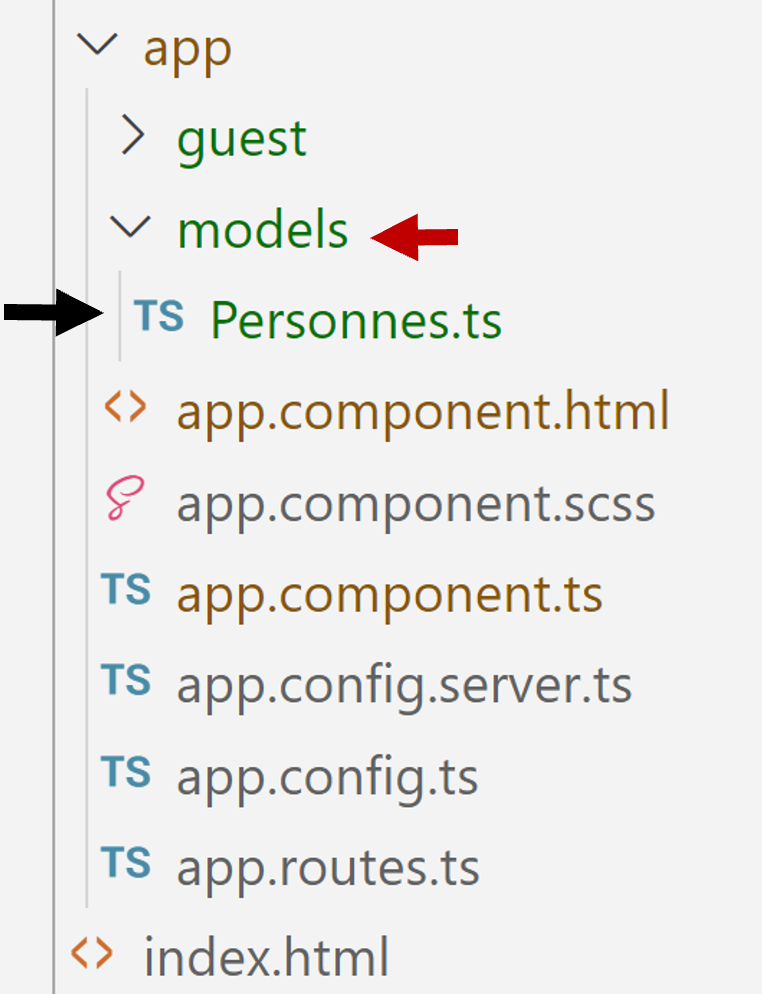 app
guest
models
TS Personnes.ts
<> app.component.html
app.component.scss
TS app.component.ts
TS app.config.server.ts
TS app.config.ts
TS app.routes.ts
<> index.html